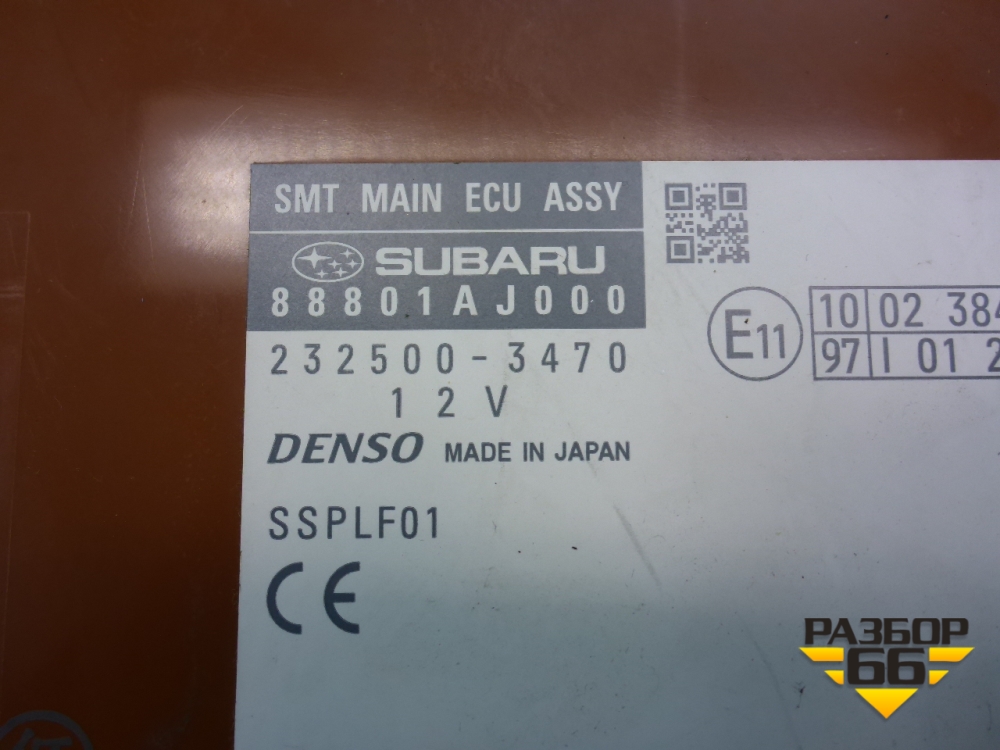 SMT MAIN ECU ASSY
SUBARU
88801AJ000
232500-3470
12V
DENSO MADE IN JAPAN
SSPLF01
CE
E11
10 02 384
97 I 01 2
РАЗБОР
66